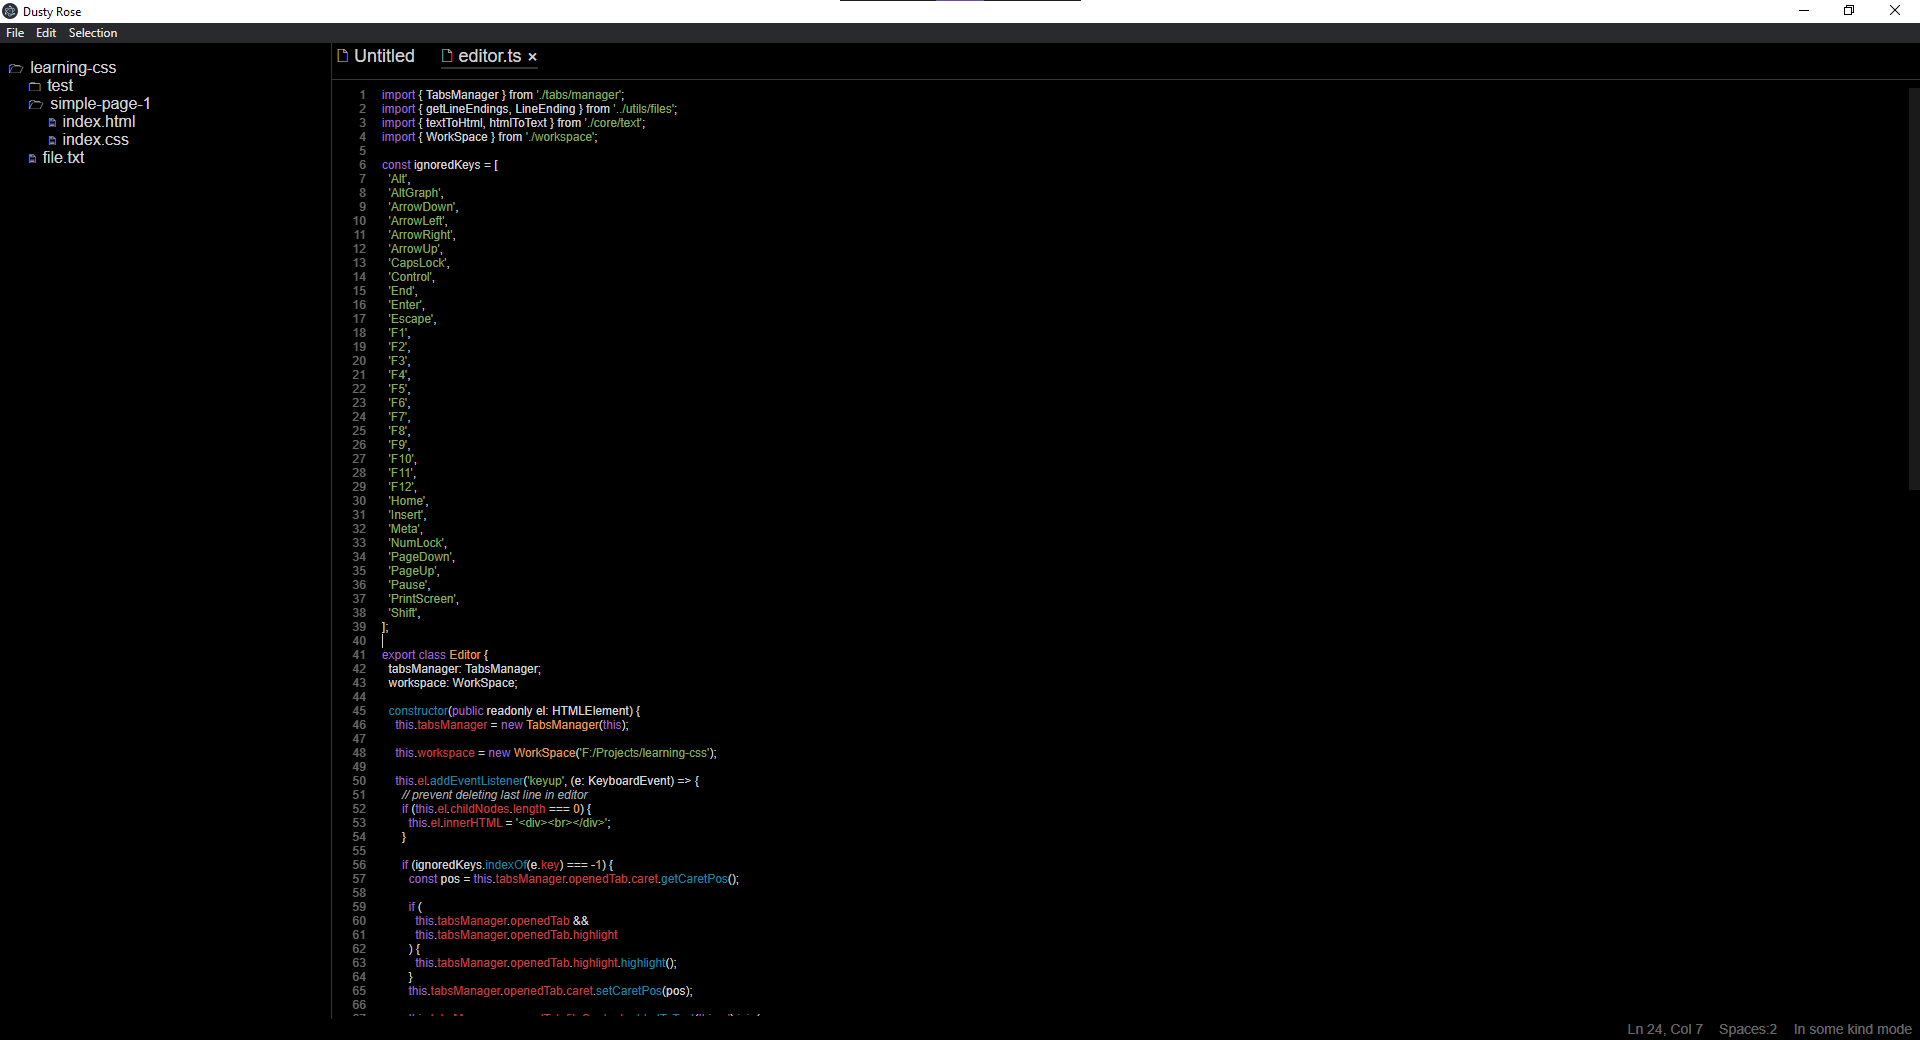 Dusty Rose
File Edit Selection
learning-css
test
simple-page-1
index.html
index.css
file.txt
Untitled editor.ts ×
1 import { TabsManager } from './tabs/manager';
2 import { getLineEndings, LineEnding } from '../utils/files';
3 import { textToHtml, htmlToText } from './core/text';
4 import { WorkSpace } from './workspace';
5
6 const ignoredKeys = [
7 'Alt',
8 'AltGraph',
9 'ArrowDown',
10 'ArrowLeft',
11 'ArrowRight',
12 'ArrowUp',
13 'CapsLock',
14 'Control',
15 'End',
16 'Enter',
17 'Escape',
18 'F1',
19 'F2',
20 'F3',
21 'F4',
22 'F5',
23 'F6',
24 'F7',
25 'F8',
26 'F9',
27 'F10',
28 'F11',
29 'F12',
30 'Home',
31 'Insert',
32 'Meta',
33 'NumLock',
34 'PageDown',
35 'PageUp',
36 'Pause',
37 'PrintScreen',
38 'Shift',
39 ];
40
41 export class Editor {
42 tabsManager: TabsManager;
43 workspace: WorkSpace;
44
45 constructor(public readonly el: HTMLElement) {
46 this.tabsManager = new TabsManager(this);
47
48 this.workspace = new WorkSpace('F:/Projects/learning-css');
49
50 this.el.addEventListener('keyup', (e: KeyboardEvent) => {
51 // prevent deleting last line in editor
52 if (this.el.childNodes.length === 0) {
53 this.el.innerHTML = '<div><br></div>';
54 }
55
56 if (ignoredKeys.indexOf(e.key) === -1) {
57 const pos = this.tabsManager.openedTab.caret.getCaretPos();
58
59 if (
60 this.tabsManager.openedTab &&
61 this.tabsManager.openedTab.highlight
62 ) {
63 this.tabsManager.openedTab.highlight.highlight();
64 }
65 this.tabsManager.openedTab.caret.setCaretPos(pos);
66
Ln 24, Col 7 Spaces:2 In some kind mode